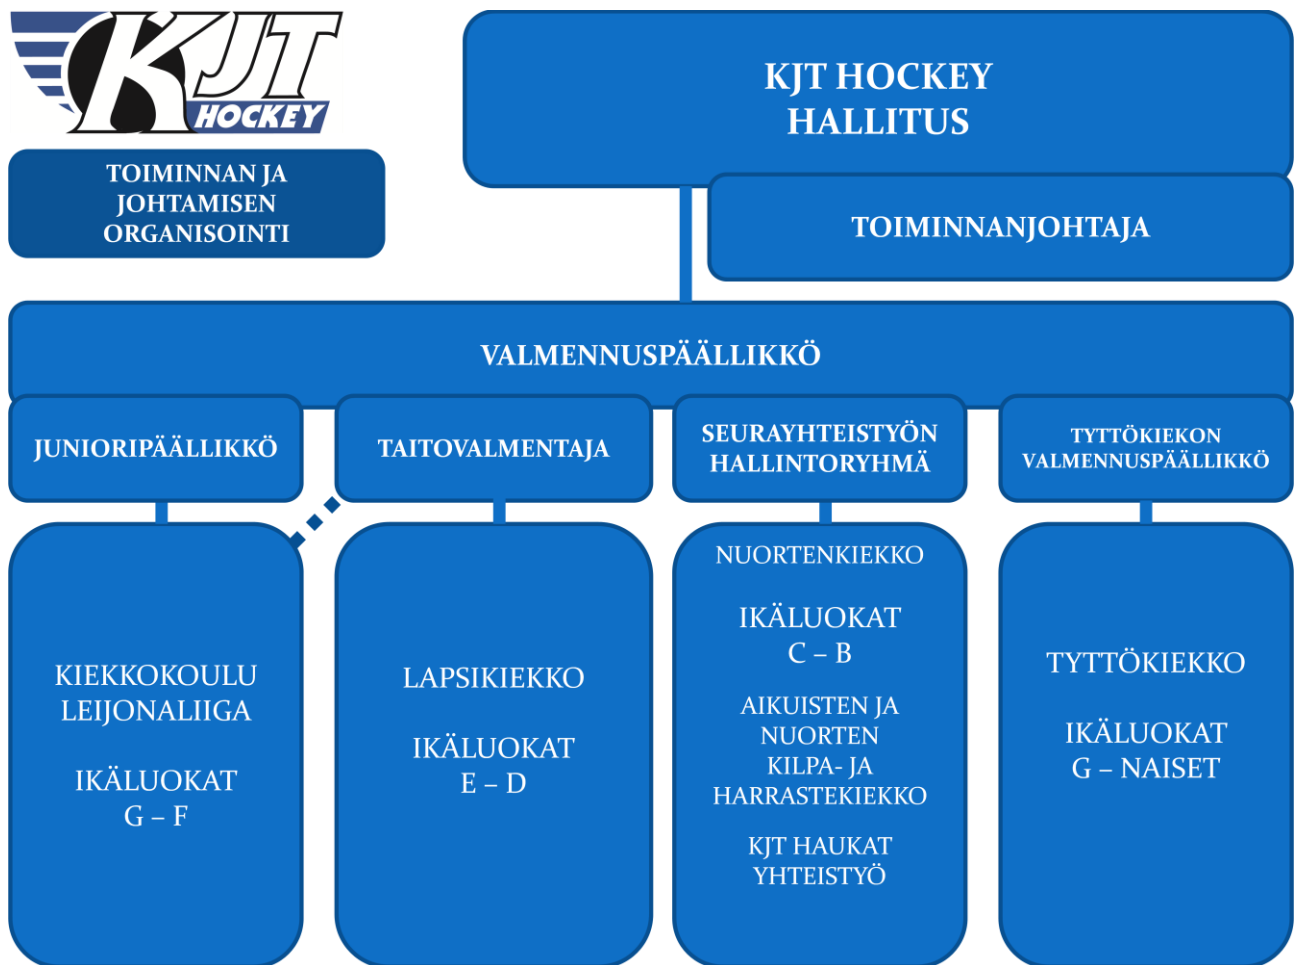 KJT
HOCKEY
TOIMINNAN JA
JOHTAMISEN
ORGANISOINTI
KJT HOCKEY
HALLITUS
TOIMINNANJOHTAJA
VALMENNUSPÄÄLLIKKÖ
JUNIORIPÄÄLLIKKÖ
TAITOVALMENTAJA
SEURAYHTEISTYÖN
HALLINTORYHMÄ
TYTTÖKIEKON
VALMENNUSPÄÄLLIKKÖ
KIEKKOKOULU
LEIJONALIIGA
IKÄLUOKAT
G – F
LAPSIKIEKKO
IKÄLUOKAT
E – D
NUORTENKIEKKO
IKÄLUOKAT
C – B
AIKUISTEN JA
NUORTEN
KILPA- JA
HARRASTEKIEKKO
KJT HAUKAT
YHTEISTYÖ
TYTTÖKIEKKO
IKÄLUOKAT
G – NAISET